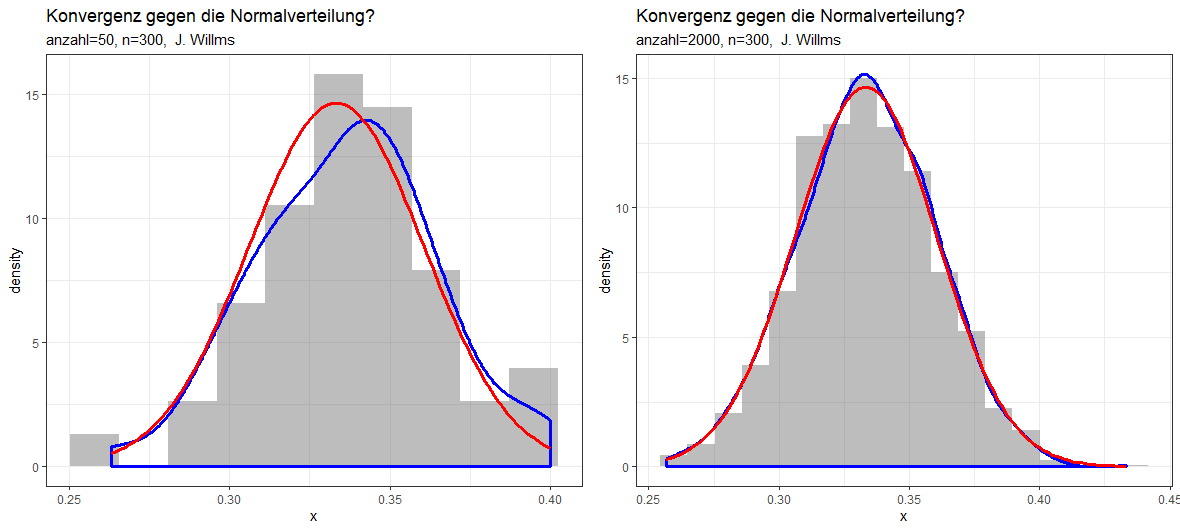 Konvergenz gegen die Normalverteilung?
anzahl=50, n=300,  J. Willms
15
10
5
0
density
0.25
0.30
0.35
0.40
x
Konvergenz gegen die Normalverteilung?
anzahl=2000, n=300,  J. Willms
15
10
5
0
density
0.25
0.30
0.35
0.40
0.45
x